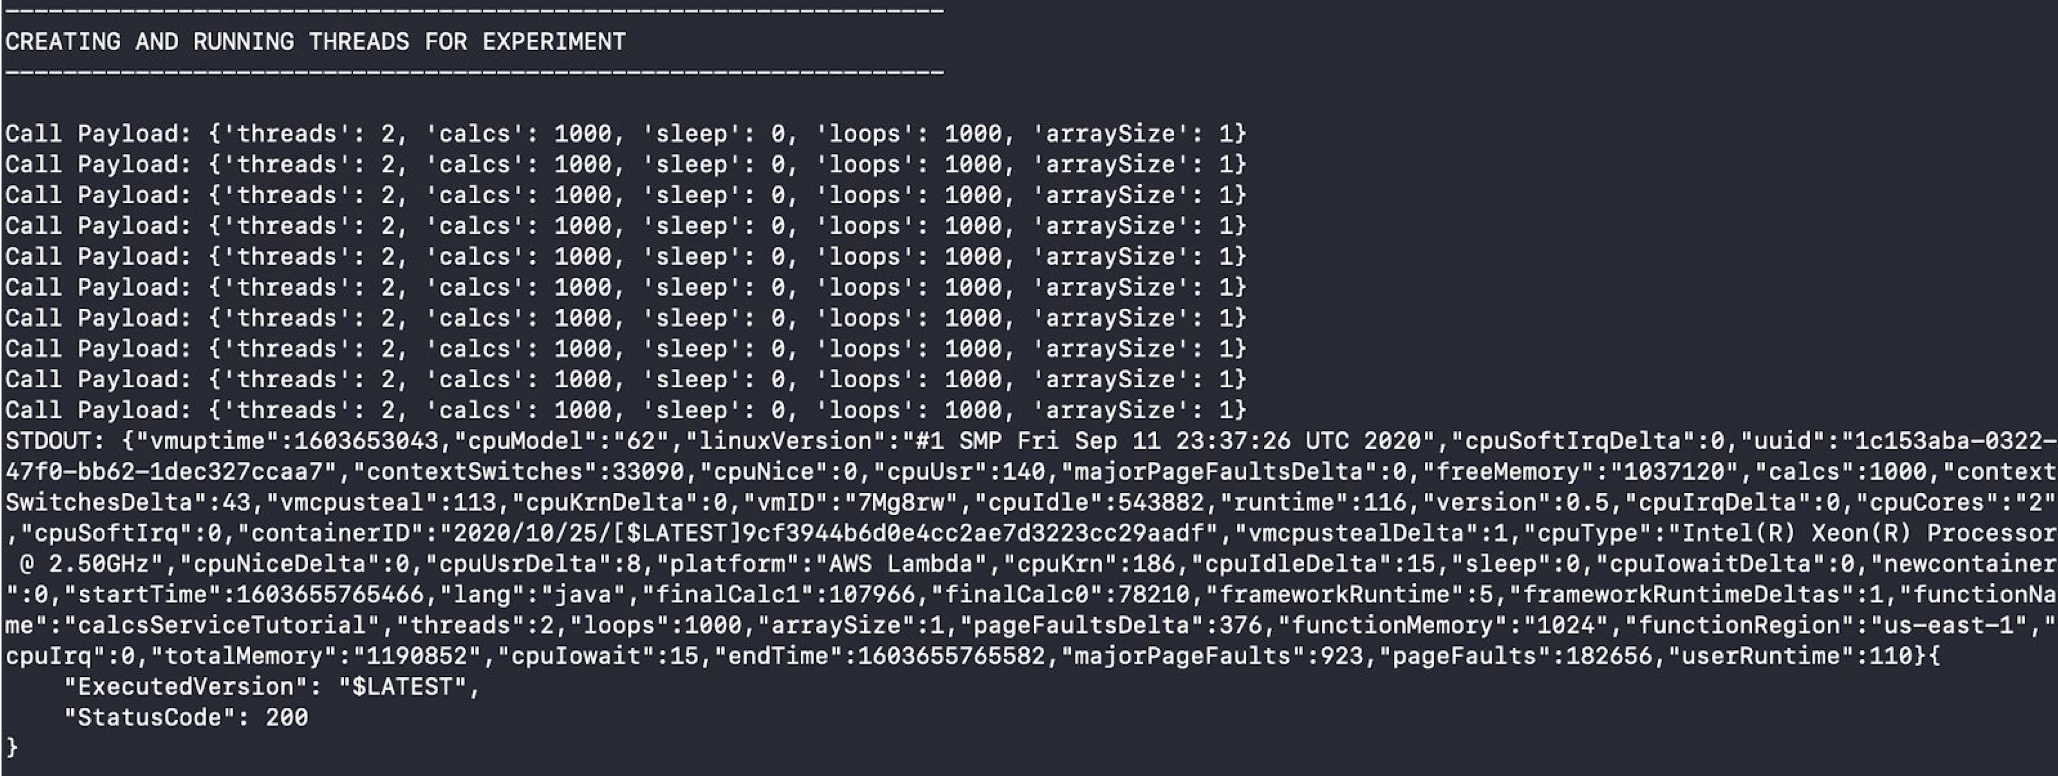 -----------------------------------------------------------------
CREATING AND RUNNING THREADS FOR EXPERIMENT
-----------------------------------------------------------------
Call Payload: {'threads': 2, 'calcs': 1000, 'sleep': 0, 'loops': 1000, 'arraySize': 1}
Call Payload: {'threads': 2, 'calcs': 1000, 'sleep': 0, 'loops': 1000, 'arraySize': 1}
Call Payload: {'threads': 2, 'calcs': 1000, 'sleep': 0, 'loops': 1000, 'arraySize': 1}
Call Payload: {'threads': 2, 'calcs': 1000, 'sleep': 0, 'loops': 1000, 'arraySize': 1}
Call Payload: {'threads': 2, 'calcs': 1000, 'sleep': 0, 'loops': 1000, 'arraySize': 1}
Call Payload: {'threads': 2, 'calcs': 1000, 'sleep': 0, 'loops': 1000, 'arraySize': 1}
Call Payload: {'threads': 2, 'calcs': 1000, 'sleep': 0, 'loops': 1000, 'arraySize': 1}
Call Payload: {'threads': 2, 'calcs': 1000, 'sleep': 0, 'loops': 1000, 'arraySize': 1}
Call Payload: {'threads': 2, 'calcs': 1000, 'sleep': 0, 'loops': 1000, 'arraySize': 1}
Call Payload: {'threads': 2, 'calcs': 1000, 'sleep': 0, 'loops': 1000, 'arraySize': 1}
STDOUT: {"vmuptime":1603653043,"cpuModel":"62","linuxVersion":"#1 SMP Fri Sep 11 23:37:26 UTC 2020","cpuSoftIrqDelta":0,"uuid":"1c153aba-0322-
47f0-bb62-1dec327ccaa7","contextSwitches":33090,"cpuNice":0,"cpuUsr":140,"majorPageFaultsDelta":0,"freeMemory":"1037120","calcs":1000,"context
SwitchesDelta":43,"vmcpusteal":113,"cpuKrnDelta":0,"vmID":"7Mg8rw","cpuIdle":543882,"runtime":116,"version":0.5,"cpuIrqDelta":0,"cpuCores":"2"
,"cpuSoftIrq":0,"containerID":"2020/10/25/[$LATEST]9cf3944b6d0e4cc2ae7d3223cc29aadf","vmcpustealDelta":1,"cpuType":"Intel(R) Xeon(R) Processor
 @ 2.50GHz","cpuNiceDelta":0,"cpuUsrDelta":8,"platform":"AWS Lambda","cpuKrn":186,"cpuIdleDelta":15,"sleep":0,"cpuIowaitDelta":0,"newcontainer
":0,"startTime":1603655765466,"lang":"java","finalCalc1":107966,"finalCalc0":78210,"frameworkRuntime":5,"frameworkRuntimeDeltas":1,"functionNa
me":"calcsServiceTutorial","threads":2,"loops":1000,"arraySize":1,"pageFaultsDelta":376,"functionMemory":"1024","functionRegion":"us-east-1","
cpuIrq":0,"totalMemory":"1190852","cpuIowait":15,"endTime":1603655765582,"majorPageFaults":923,"pageFaults":182656,"userRuntime":110}{
    "ExecutedVersion": "$LATEST",
    "StatusCode": 200
}